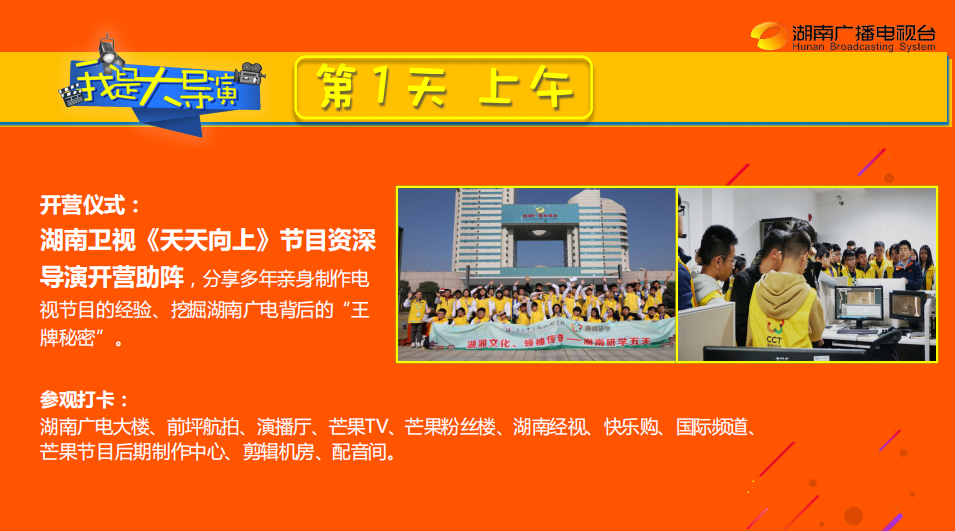 湖南广播电视台
Hunan Broadcasting System
我是大导演
第1天 上午
开营仪式：
湖南卫视《天天向上》节目资深
导演开营助阵，分享多年亲身制作电
视节目的经验、挖掘湖南广电背后的“王
牌秘密”。
湖湘文化、领袖传奇——湖南研学五天
CCT
参观打卡：
湖南广电大楼、前坪航拍、演播厅、芒果TV、芒果粉丝楼、湖南经视、快乐购、国际频道、
芒果节目后期制作中心、剪辑机房、配音间。